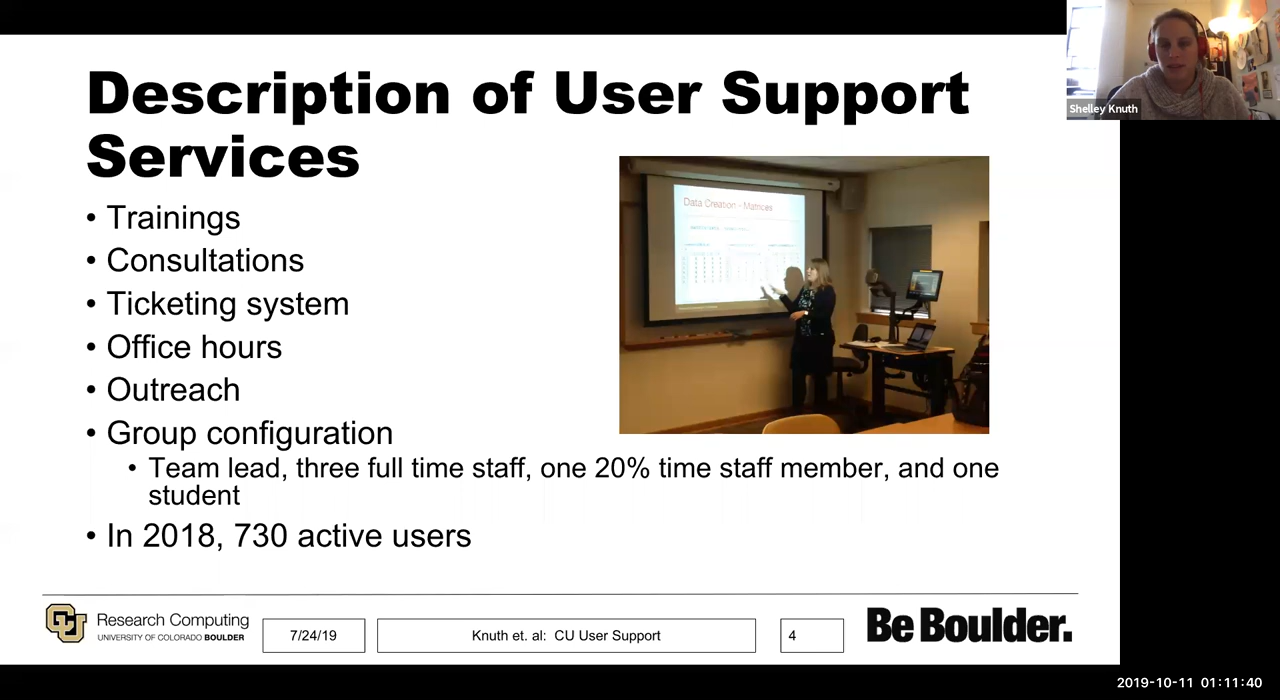 Description of User Support
Services
• Trainings
• Consultations
• Ticketing system
• Office hours
• Outreach
• Group configuration
• Team lead, three full time staff, one 20% time staff member, and one
student
• In 2018, 730 active users
Data Creation - Matrices
Shelley Knuth
CU
Research Computing
UNIVERSITY OF COLORADO BOULDER
7/24/19
Knuth et. al: CU User Support
4
Be Boulder.
2019-10-11 01:11:40